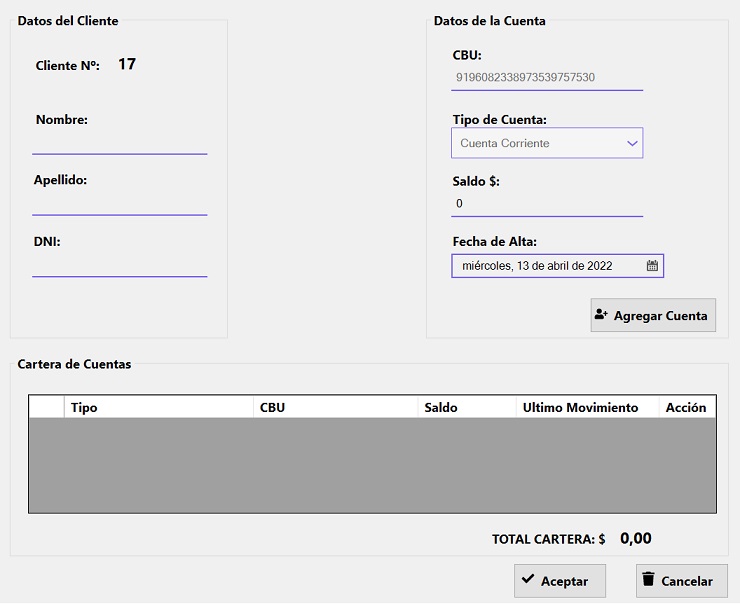 Datos del Cliente
Cliente Nº: 17
Nombre:
Apellido:
DNI:
Datos de la Cuenta
CBU:
9196082338973539757530
Tipo de Cuenta:
Cuenta Corriente
Saldo $:
0
Fecha de Alta:
miércoles, 13 de abril de 2022
Agregar Cuenta
Cartera de Cuentas
Tipo CBU Saldo Ultimo Movimiento Acción
TOTAL CARTERA: $ 0,00
Aceptar Cancelar